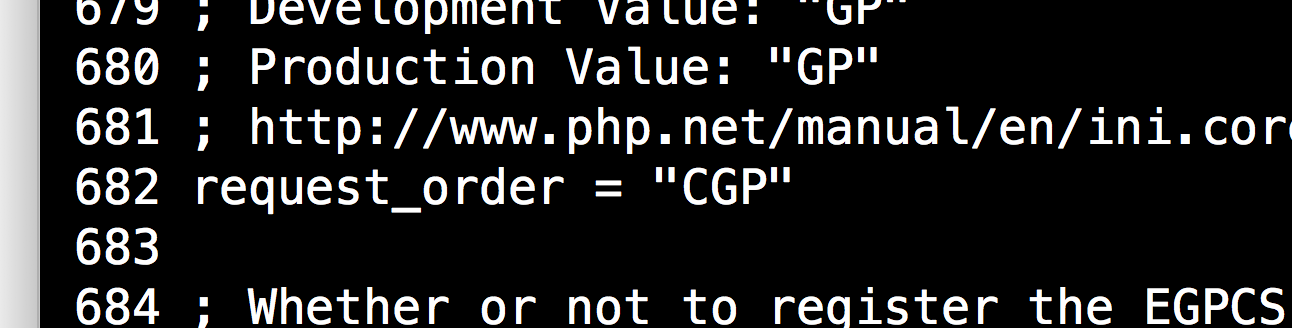 679 ; Development Value: "GP"
680 ; Production Value: "GP"
681 ; http://www.php.net/manual/en/ini.core
682 request_order = "CGP"
683
684 ; Whether or not to register the EGPCS